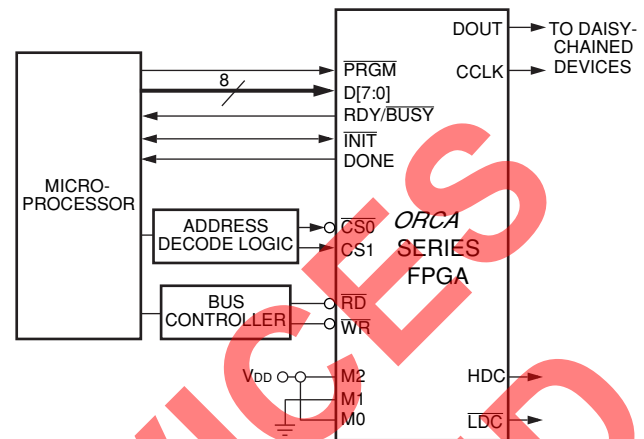 DOUT
TO DAISY-
CHAINED
DEVICES
CCLK
PRGM
8
D[7:0]
RDY/BUSY
INIT
DONE
MICRO-
PROCESSOR
ADDRESS
DECODE LOGIC
CS0
CS1
ORCA
SERIES
FPGA
BUS
CONTROLLER
RD
WR
VDD
M2
M1
M0
HDC
LDC